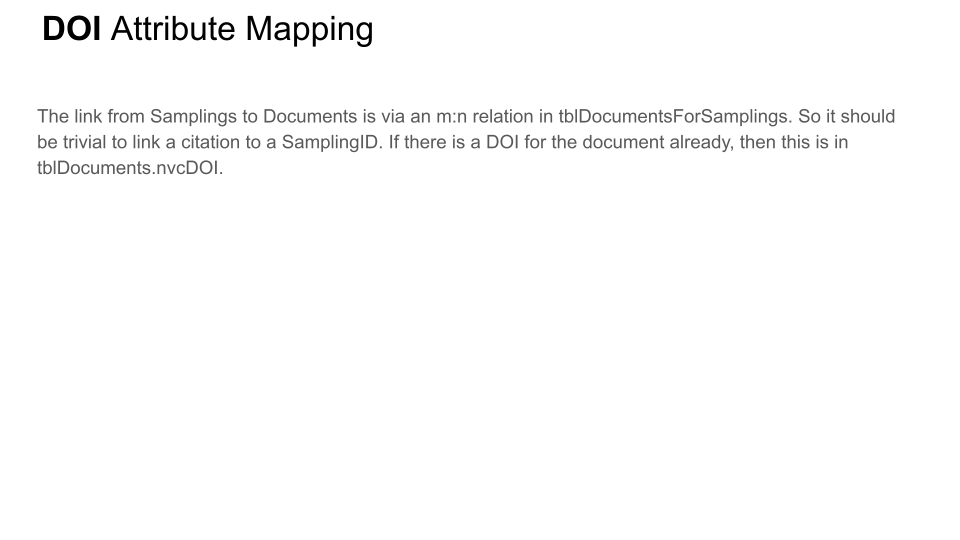 DOI Attribute Mapping
The link from Samplings to Documents is via an m:n relation in tblDocumentsForSamplings. So it should
be trivial to link a citation to a SamplingID. If there is a DOI for the document already, then this is in
tblDocuments.nvcDOI.